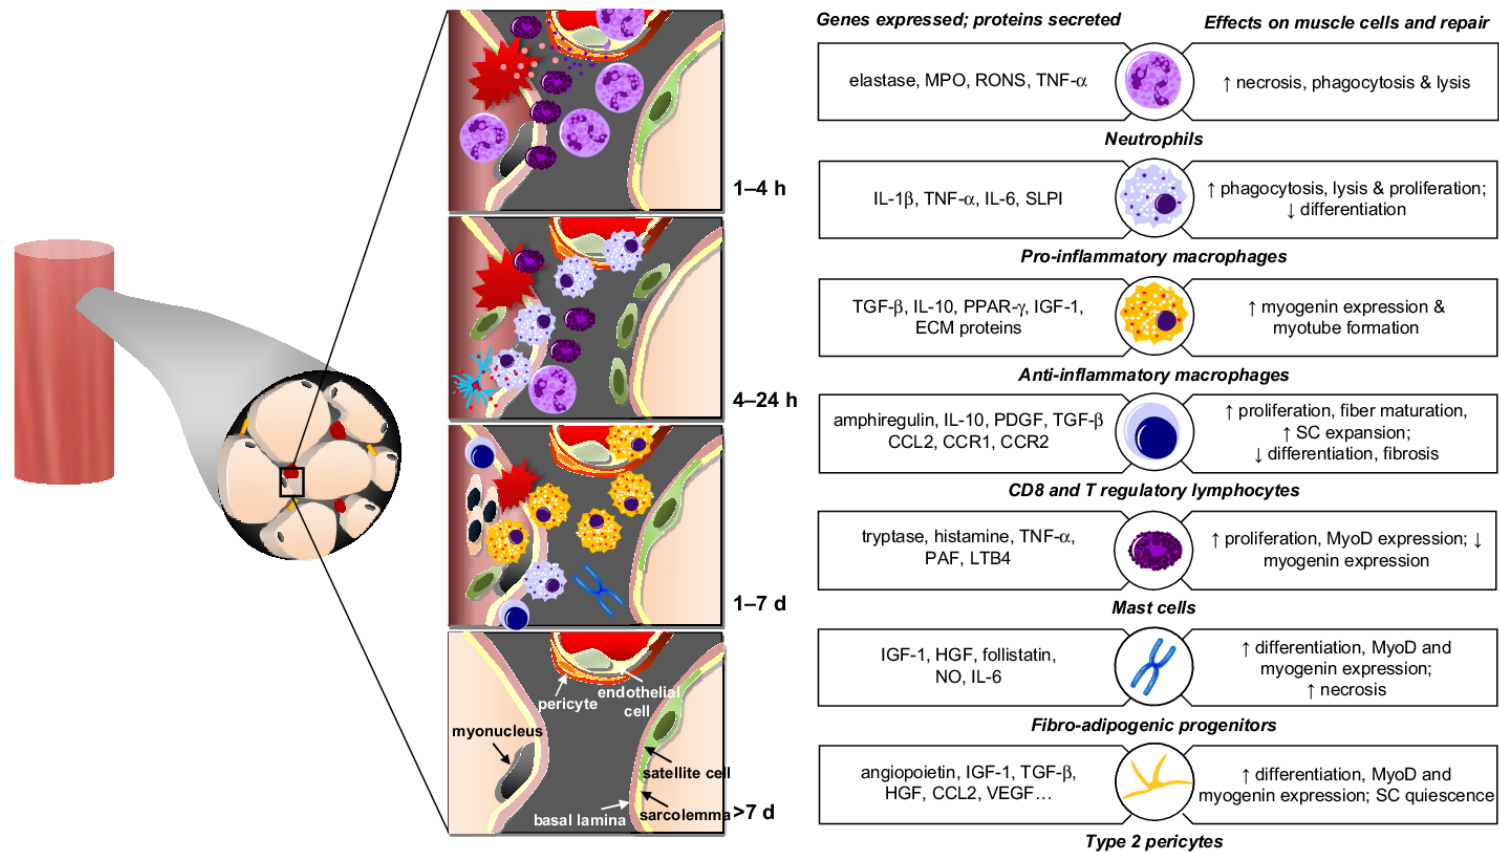 Genes expressed; proteins secreted
Effects on muscle cells and repair
elastase, MPO, RONS, TNF-α
↑ necrosis, phagocytosis & lysis
Neutrophils
1–4 h
IL-1β, TNF-α, IL-6, SLPI
↑ phagocytosis, lysis & proliferation;
↓ differentiation
Pro-inflammatory macrophages
TGF-β, IL-10, PPAR-γ, IGF-1,
ECM proteins
↑ myogenin expression &
myotube formation
Anti-inflammatory macrophages
4–24 h
amphiregulin, IL-10, PDGF, TGF-β
CCL2, CCR1, CCR2
↑ proliferation, fiber maturation,
↑ SC expansion;
↓ differentiation, fibrosis
CD8 and T regulatory lymphocytes
tryptase, histamine, TNF-α,
PAF, LTB4
↑ proliferation, MyoD expression; ↓
myogenin expression
Mast cells
1–7 d
IGF-1, HGF, follistatin,
NO, IL-6
↑ differentiation, MyoD and
myogenin expression;
↑ necrosis
Fibro-adipogenic progenitors
angiopoietin, IGF-1, TGF-β,
HGF, CCL2, VEGF…
↑ differentiation, MyoD and
myogenin expression; SC quiescence
Type 2 pericytes
pericyte
endothelial
cell
myonucleus
satellite cell
basal lamina
sarcolemma
>7 d